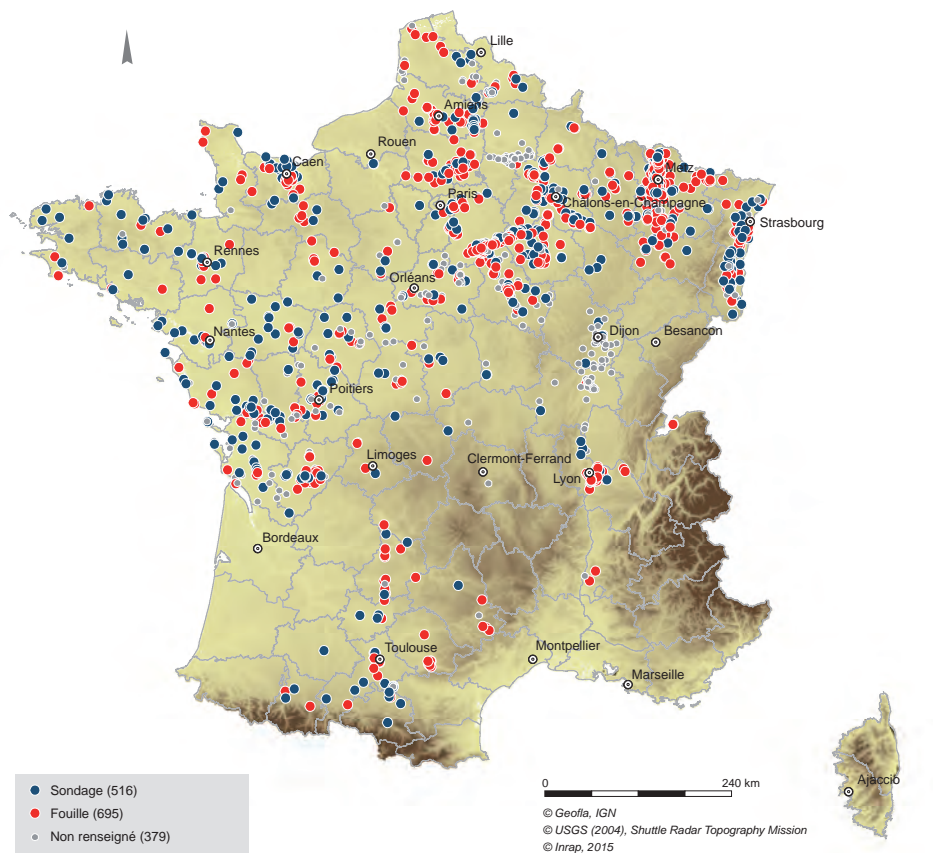 Lille
Amiens
Rouen
Caen
Metz
Paris
Chalons-en-Champagne
Strasbourg
Rennes
Orléans
Nantes
Dijon
Besancon
Poitiers
Limoges
Clermont-Ferrand
Lyon
Bordeaux
Toulouse
Montpellier
Marseille
Ajaccio
Sondage (516)
Fouille (695)
Non renseigné (379)
0 240 km
© Geofla, IGN
© USGS (2004), Shuttle Radar Topography Mission
© Inrap, 2015